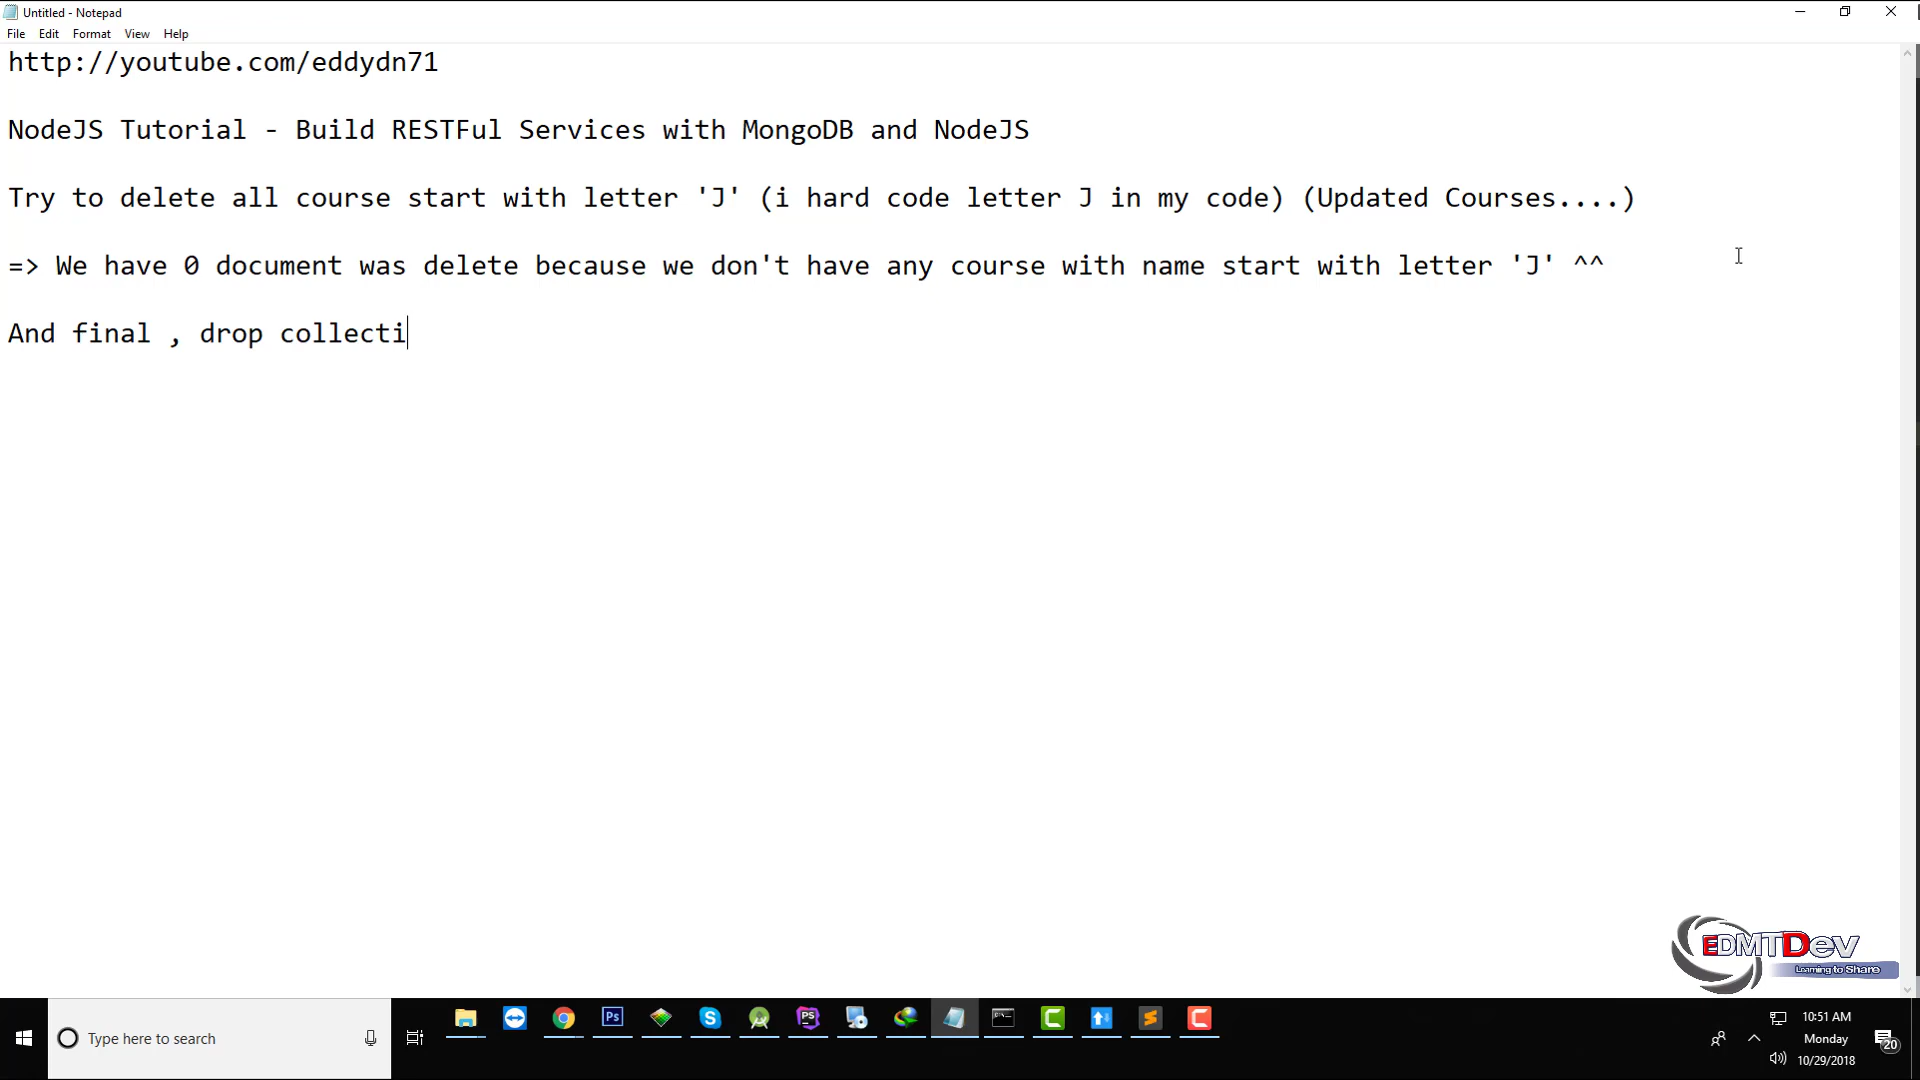 Untitled - Notepad
File Edit Format View Help
http://youtube.com/eddydn71
NodeJS Tutorial - Build RESTFul Services with MongoDB and NodeJS
Try to delete all course start with letter 'J' (i hard code letter J in my code) (Updated Courses....)
=> We have 0 document was delete because we don't have any course with name start with letter 'J' ^^
And final , drop collecti
EDMTDev
Learning to Share
Type here to search
Ps
PS
10:51 AM
Monday
10/29/2018
20